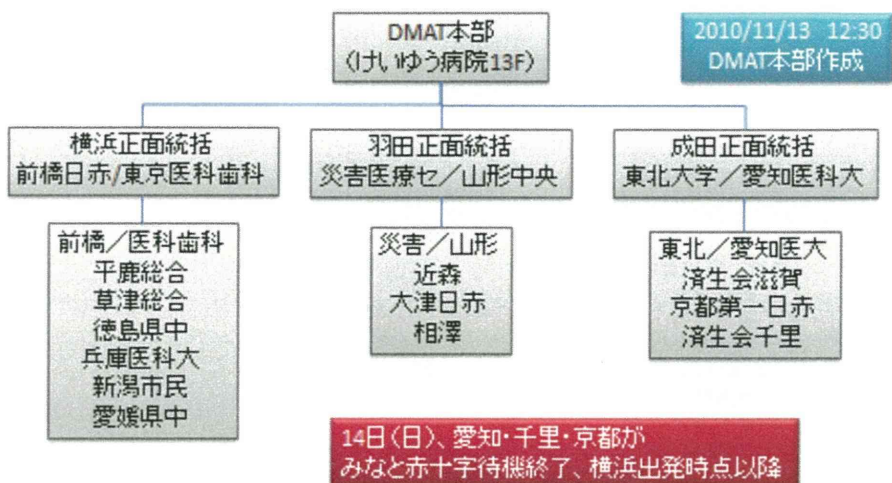 DMAT本部
(けいゆう病院13F)
2010/11/13 12:30
DMAT本部作成
横浜正面統括
前橋日赤/東京医科歯科
羽田正面統括
災害医療セ／山形中央
成田正面統括
東北大学／愛知医科大
前橋／医科歯科
平鹿総合
草津総合
徳島県中
兵庫医科大
新潟市民
愛媛県中
災害／山形
近森
大津日赤
相澤
東北／愛知医大
済生会滋賀
京都第一日赤
済生会千里
14日(日)、愛知・千里・京都が
みなと赤十字待機終了、横浜出発時点以降